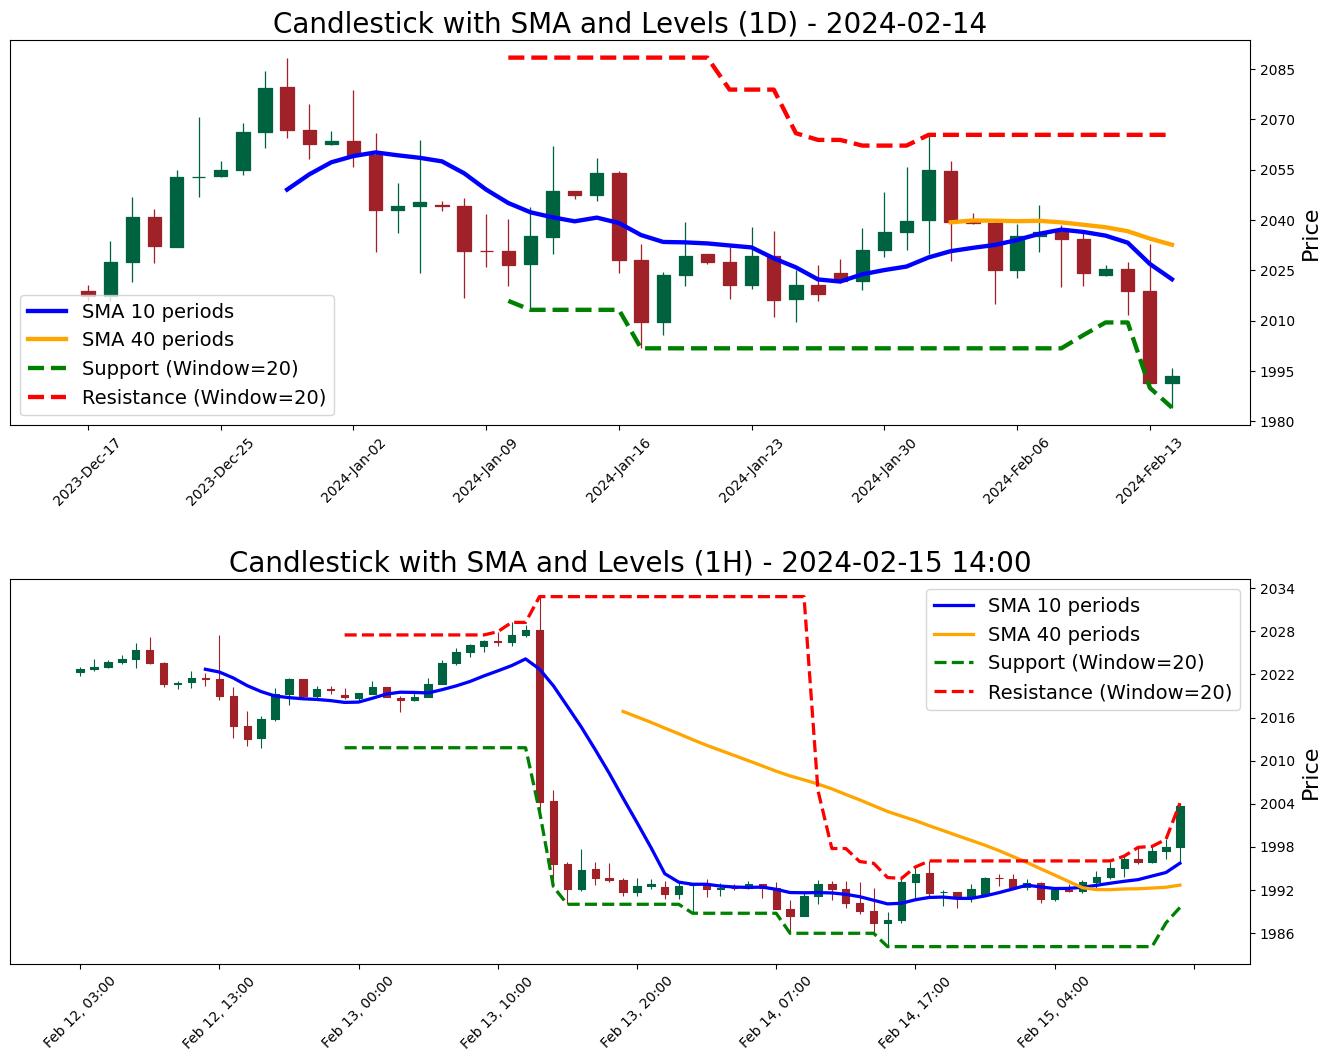 Candlestick with SMA and Levels (1D) - 2024-02-14
2085
2070
2055
2040
2025
2010
1995
1980
Price
SMA 10 periods
SMA 40 periods
Support (Window=20)
Resistance (Window=20)
2023-Dec-17
2023-Dec-25
2024-Jan-02
2024-Jan-09
2024-Jan-16
2024-Jan-23
2024-Jan-30
2024-Feb-06
2024-Feb-13
Candlestick with SMA and Levels (1H) - 2024-02-15 14:00
SMA 10 periods
SMA 40 periods
Support (Window=20)
Resistance (Window=20)
2034
2028
2022
2016
2010
2004
1998
1992
1986
Price
Feb 12, 03:00
Feb 12, 13:00
Feb 13, 00:00
Feb 13, 10:00
Feb 13, 20:00
Feb 14, 07:00
Feb 14, 17:00
Feb 15, 04:00